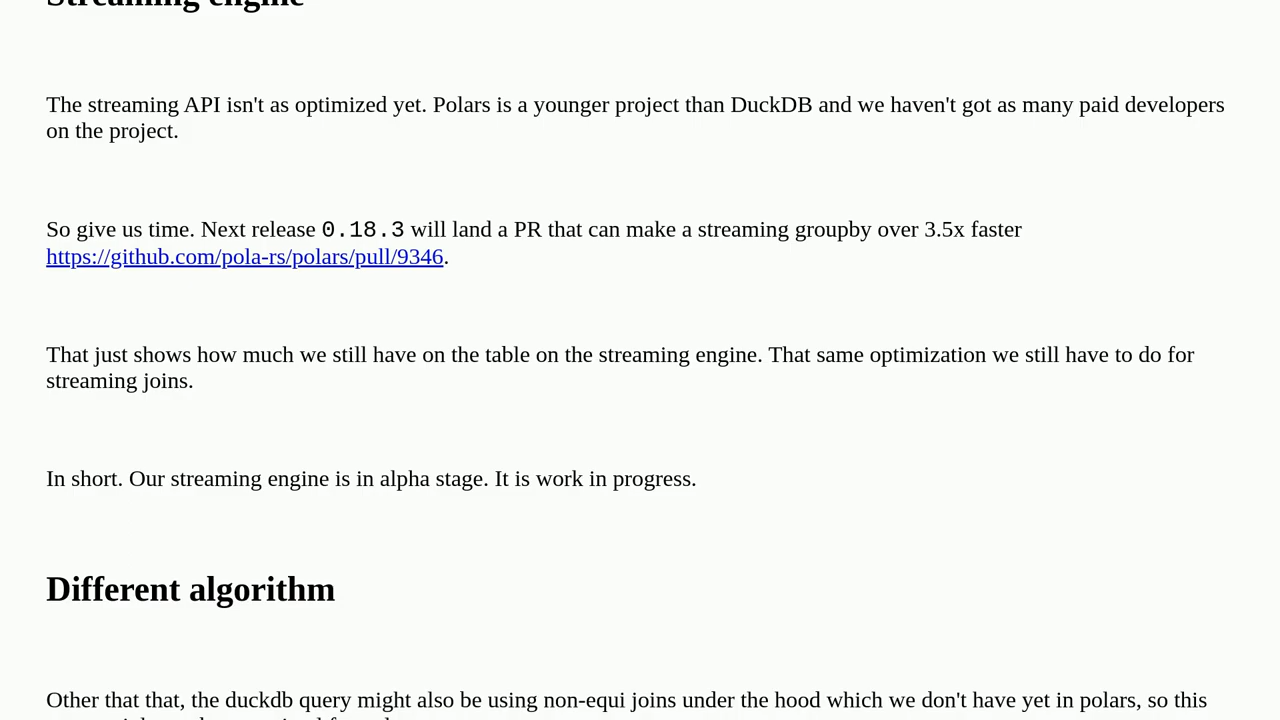 Streaming engine
The streaming API isn't as optimized yet. Polars is a younger project than DuckDB and we haven't got as many paid developers
on the project.
So give us time. Next release 0.18.3 will land a PR that can make a streaming groupby over 3.5x faster
https://github.com/pola-rs/polars/pull/9346.
That just shows how much we still have on the table on the streaming engine. That same optimization we still have to do for
streaming joins.
In short. Our streaming engine is in alpha stage. It is work in progress.
Different algorithm
Other that that, the duckdb query might also be using non-equi joins under the hood which we don't have yet in polars, so this